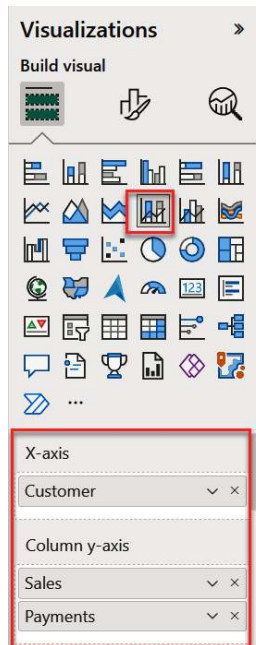 Visualizations »
Build visual
123
...
X-axis
Customer
Column y-axis
Sales
Payments